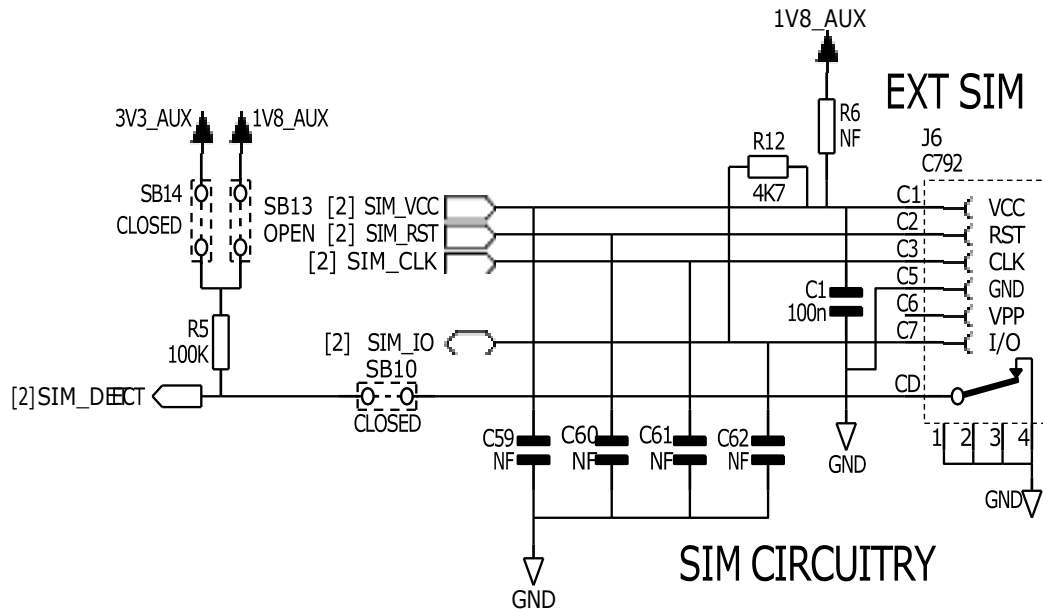 1V8_AUX
EXT SIM
3V3_AUX
1V8_AUX
R6
NF
J6
C792
R12
4K7
SB14
CLOSED
SB13 [2] SIM_VCC
OPEN [2] SIM_RST
[2] SIM_CLK
C1
C2
C3
C5
C6
C7
VCC
RST
CLK
GND
VPP
I/O
C1
100n
R5
100K
[2] SIM_IO
SB10
CLOSED
CD
C59
NF
C60
NF
C61
NF
C62
NF
GND
1 2 3 4
GND
SIM CIRCUITRY
GND